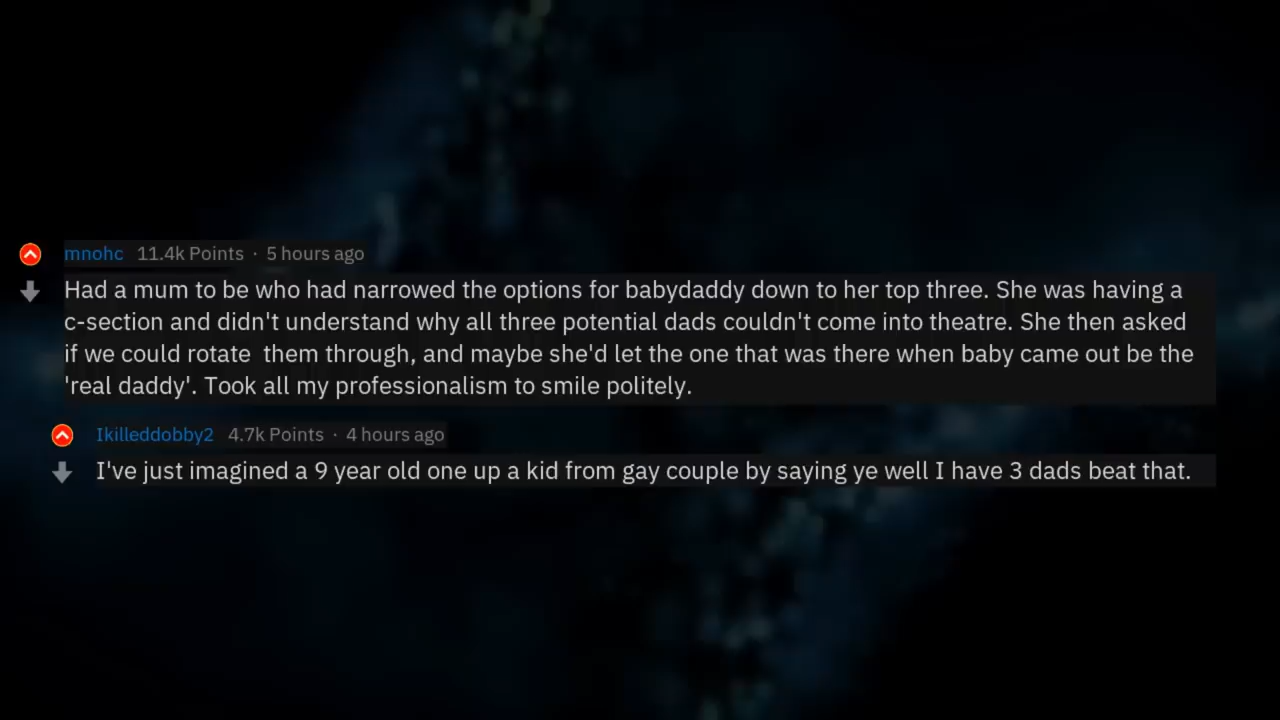 mnohc 11.4k Points · 5 hours ago
Had a mum to be who had narrowed the options for babydaddy down to her top three. She was having a
c-section and didn't understand why all three potential dads couldn't come into theatre. She then asked
if we could rotate  them through, and maybe she'd let the one that was there when baby came out be the
'real daddy'. Took all my professionalism to smile politely.
Ikilleddobby2 4.7k Points · 4 hours ago
I've just imagined a 9 year old one up a kid from gay couple by saying ye well I have 3 dads beat that.